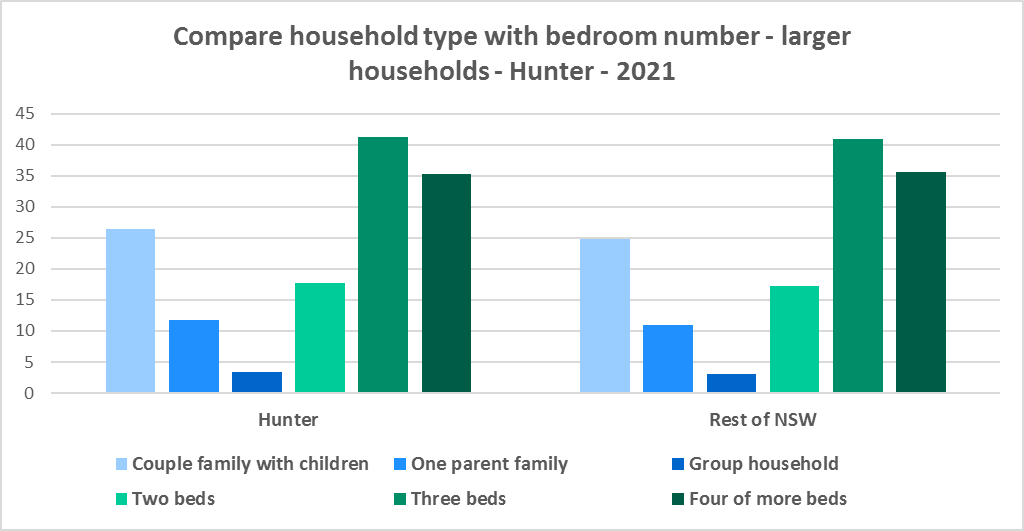 Compare household type with bedroom number - larger
households - Hunter - 2021
45
40
35
30
25
20
15
10
5
0
Hunter
Rest of NSW
Couple family with children
One parent family
Group household
Two beds
Three beds
Four of more beds